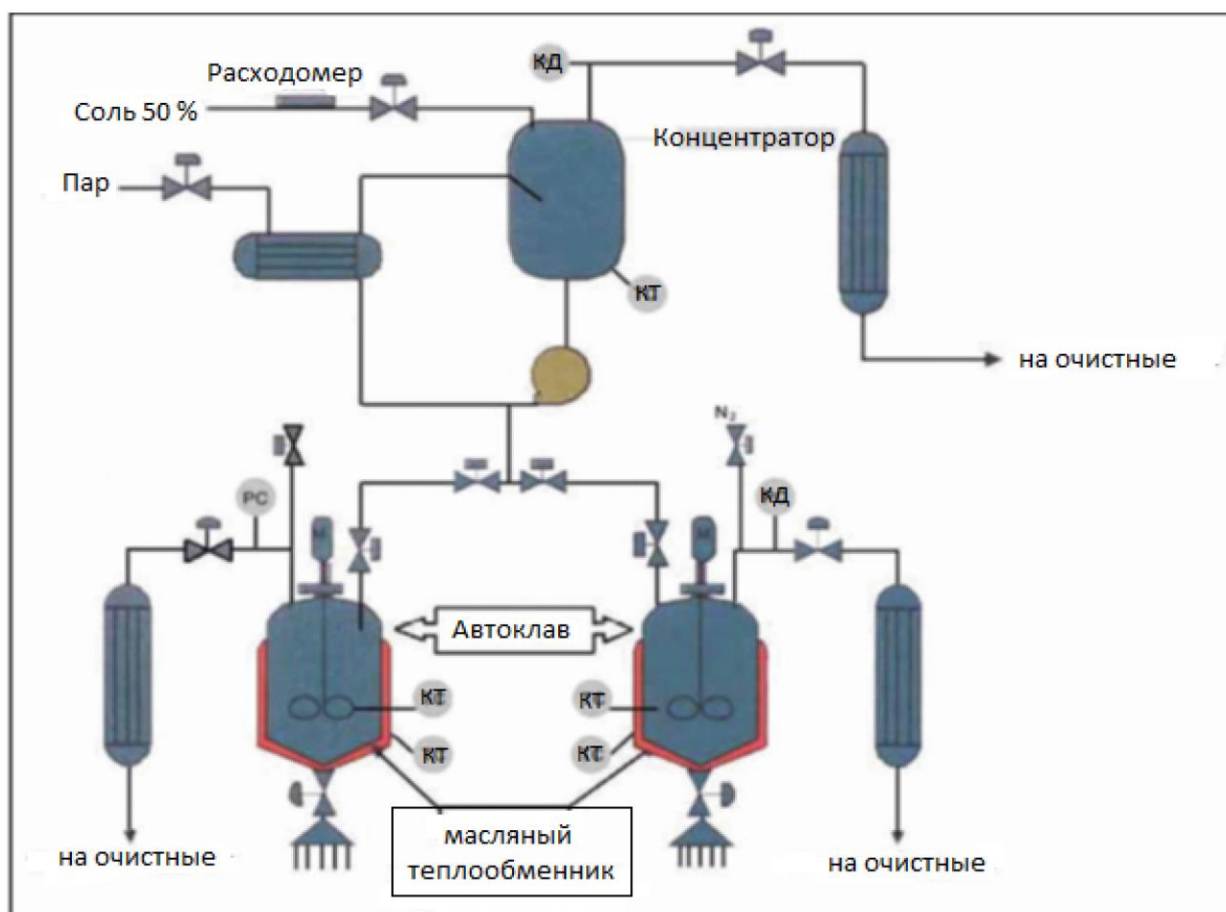 КД
Расходомер
Соль 50 %
Концентратор
Пар
КТ
на очистные
N₂
РС
КД
М
М
Автоклав
КТ
КТ
КТ
КТ
масляный
теплообменник
на очистные
на очистные